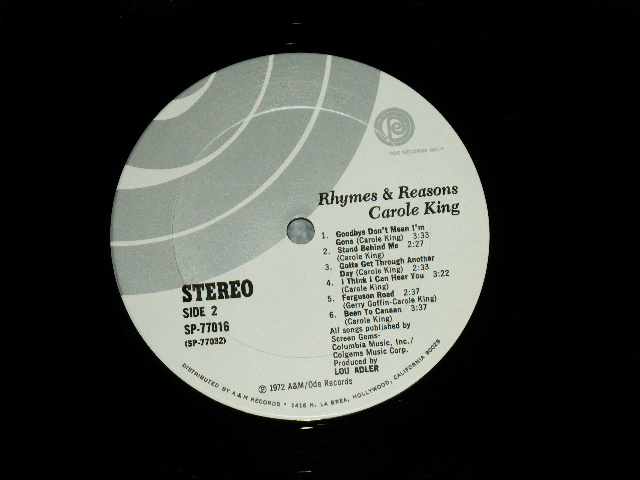 ODE RECORDS INC.
Rhymes & Reasons
Carole King
1. Goodbye Don't Mean I'm
Gone (Carole King) 3:33
2. Stand Behind Me 2:27
(Carole King)
3. Gotta Get Through Another
Day (Carole King) 2:33
4. I Think I Can Hear You 3:22
(Carole King)
5. Ferguson Road 2:37
(Gerry Goffin-Carole King)
6. Been To Canaan 3:37
(Carole King)
All songs published by
Screen Gems-
Columbia Music, Inc./
Colgems Music Corp.
Produced by
LOU ADLER
STEREO
SIDE 2
SP-77016
(SP-77032)
℗ 1972 A&M/Ode Records
DISTRIBUTED BY A&M RECORDS • 1416 N. LA BREA, HOLLYWOOD, CALIFORNIA 90028